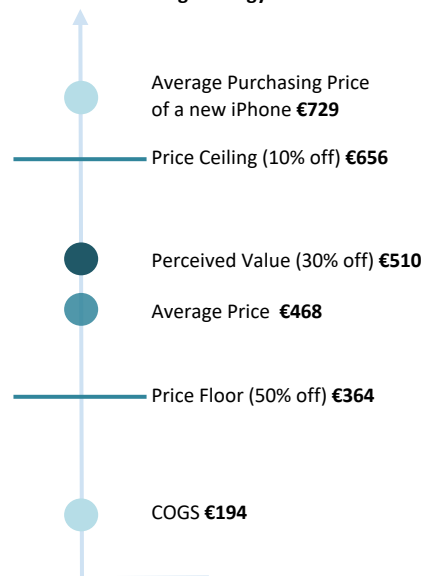 Average Purchasing Price
of a new iPhone €729
Price Ceiling (10% off) €656
Perceived Value (30% off) €510
Average Price €468
Price Floor (50% off) €364
COGS €194